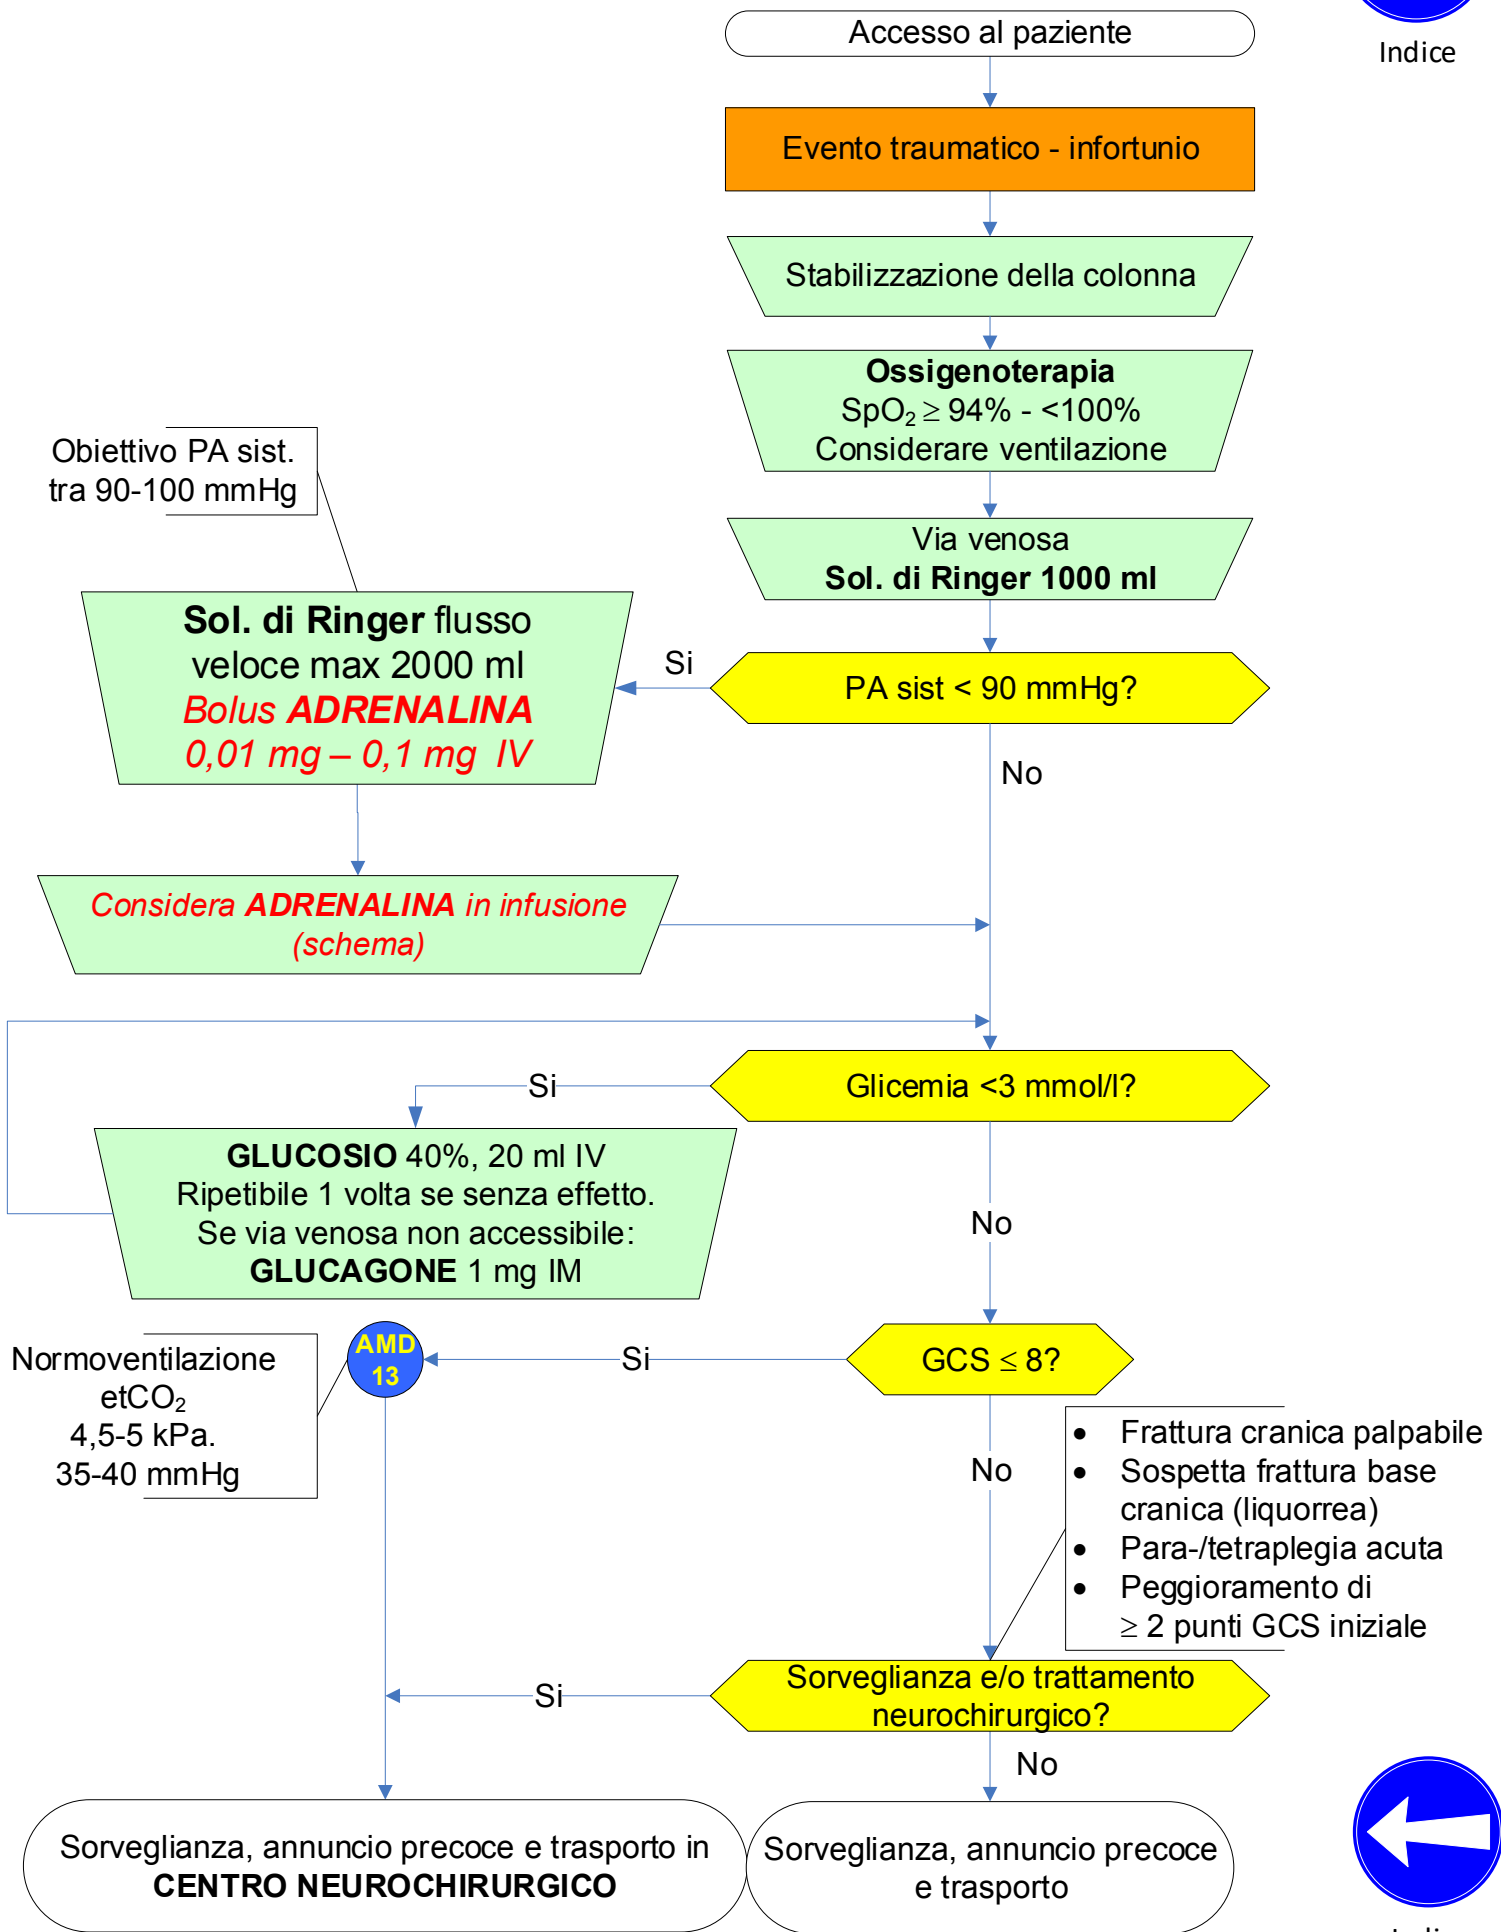 Accesso al paziente
Indice
Evento traumatico - infortunio
Stabilizzazione della colonna
Ossigenoterapia
SpO₂ ≥ 94% - <100%
Considerare ventilazione
Obiettivo PA sist.
tra 90-100 mmHg
Via venosa
Sol. di Ringer 1000 ml
Sol. di Ringer flusso
veloce max 2000 ml
Bolus ADRENALINA
0,01 mg – 0,1 mg IV
Si
PA sist < 90 mmHg?
No
Considera ADRENALINA in infusione
(schema)
Si
Glicemia <3 mmol/l?
GLUCOSIO 40%, 20 ml IV
Ripetibile 1 volta se senza effetto.
Se via venosa non accessibile:
GLUCAGONE 1 mg IM
No
Normoventilazione
etCO₂
4,5-5 kPa.
35-40 mmHg
AMD
13
Si
GCS ≤ 8?
No
• Frattura cranica palpabile
• Sospetta frattura base
cranica (liquorrea)
• Para-/tetraplegia acuta
• Peggioramento di
≥ 2 punti GCS iniziale
Si
Sorveglianza e/o trattamento
neurochirurgico?
No
Sorveglianza, annuncio precoce e trasporto in
CENTRO NEUROCHIRURGICO
Sorveglianza, annuncio precoce
e trasporto